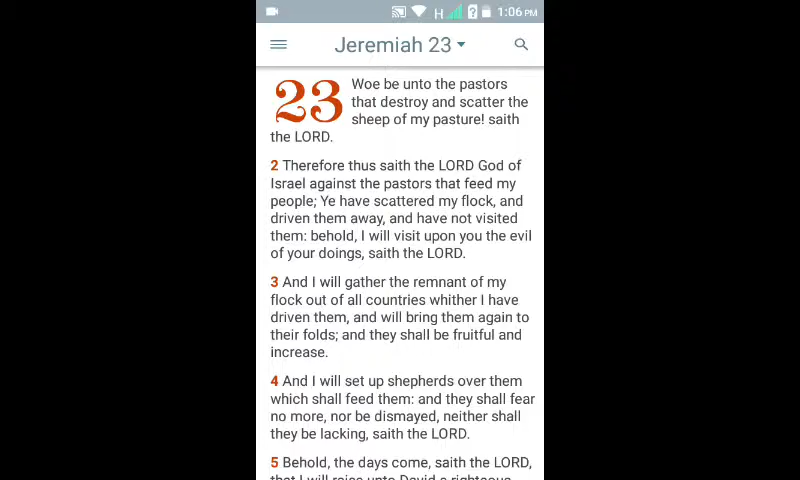 H 1:06 PM
Jeremiah 23
23 Woe be unto the pastors
that destroy and scatter the
sheep of my pasture! saith
the LORD.
2 Therefore thus saith the LORD God of
Israel against the pastors that feed my
people; Ye have scattered my flock, and
driven them away, and have not visited
them: behold, I will visit upon you the evil
of your doings, saith the LORD.
3 And I will gather the remnant of my
flock out of all countries whither I have
driven them, and will bring them again to
their folds; and they shall be fruitful and
increase.
4 And I will set up shepherds over them
which shall feed them: and they shall fear
no more, nor be dismayed, neither shall
they be lacking, saith the LORD.
5 Behold, the days come, saith the LORD,
that I will raise unto David a righteous